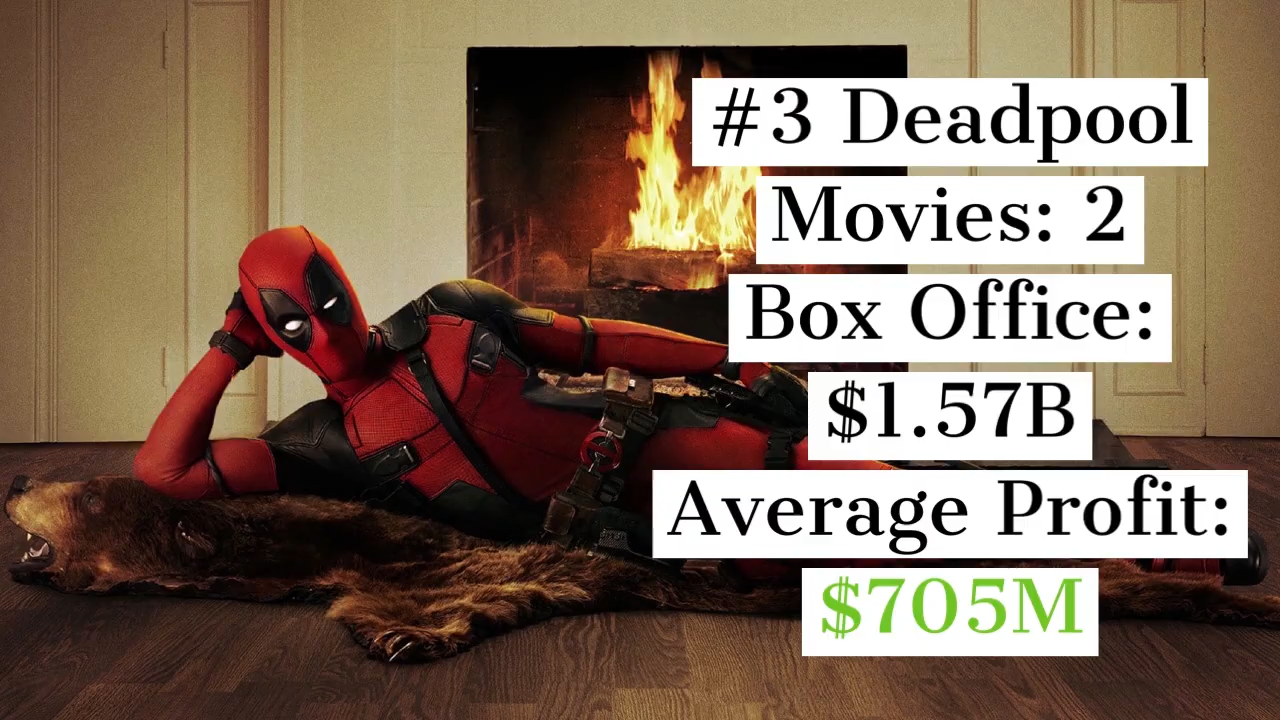 #3 Deadpool
Movies: 2
Box Office:
$1.57B
Average Profit:
$705M